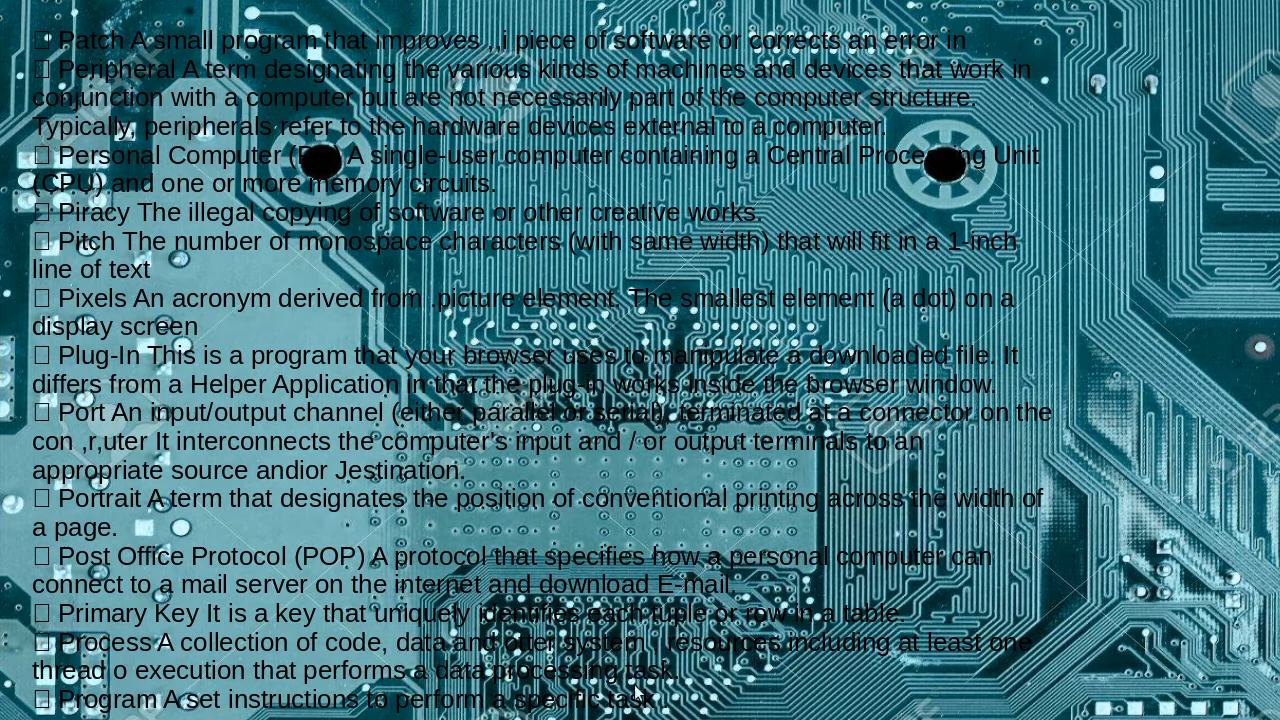 Patch A small program that improves ,,i piece of software or corrects an error in
Peripheral A term designating the various kinds of machines and devices that work in
conjunction with a computer but are not necessarily part of the computer structure.
Typically, peripherals refer to the hardware devices external to a computer.
Personal Computer A single-user computer containing a Central Processing Unit
(CPU) and one or more memory circuits.
Piracy The illegal copying of software or other creative works.
Pitch The number of monospace characters (with same width) that will fit in a 1-inch
line of text
Pixels An acronym derived from .picture element. The smallest element (a dot) on a
display screen
Plug-In This is a program that your browser uses to manipulate a downloaded file. It
differs from a Helper Application in that the plug-in works inside the browser window.
Port An input/output channel (either parallel or serial), terminated at a connector on the
con ,r,uter It interconnects the computer's input and / or output terminals to an
appropriate source andior Jestination.
Portrait A term that designates the position of conventional printing across the width of
a page.
Post Office Protocol (POP) A protocol that specifies how a personal computer can
connect to a mail server on the internet and download E-mail.
Primary Key It is a key that uniquely identifies each tuple or row in a table.
Process A collection of code, data and otter system resources including at least one
thread o execution that performs a data processing task.
Program A set instructions to perform a specific task